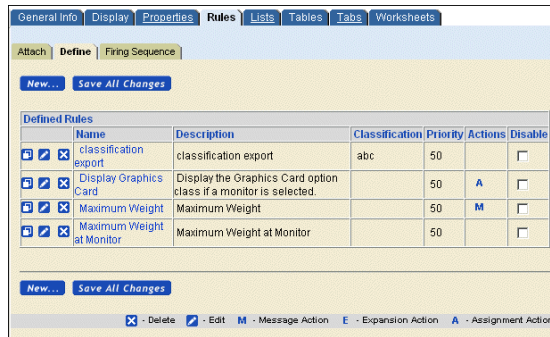 General Info Display Properties Rules Lists Tables Tabs Worksheets
Attach Define Firing Sequence
New... Save All Changes
Defined Rules
Name Description Classification Priority Actions Disable
classification export classification export abc 50
Display Graphics Card Display the Graphics Card option class if a monitor is selected. 50 A
Maximum Weight Maximum Weight 50 M
Maximum Weight at Monitor Maximum Weight at Monitor 50
New... Save All Changes
- Delete - Edit M - Message Action E - Expansion Action A - Assignment Action